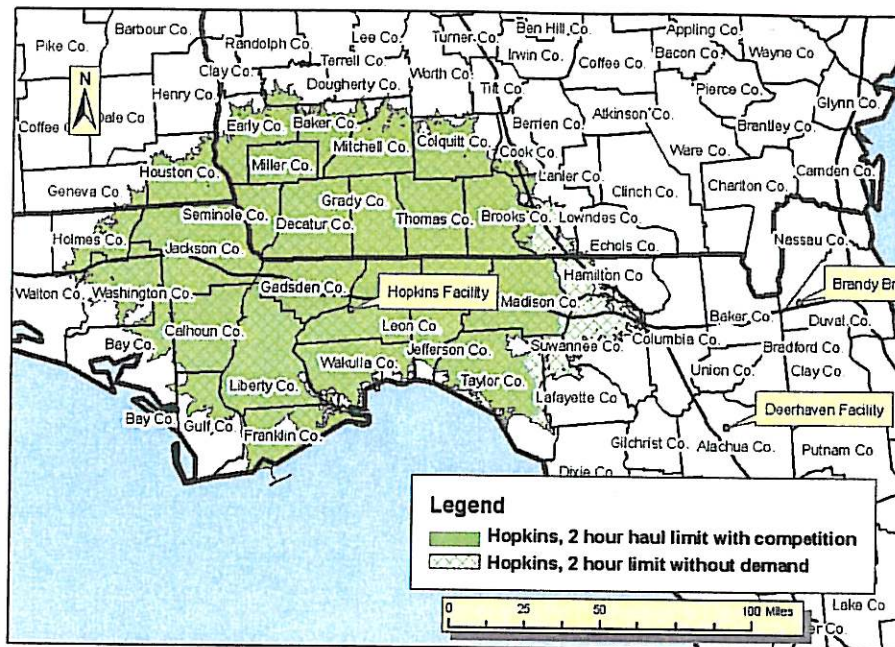 Barbour Co.
Pike Co.
Randolph Co.
Lee Co.
Turner Co.
Ben Hill Co.
Appling Co.
Clay Co.
Terrell Co.
Irwin Co.
Coffee Co.
Bacon Co.
Wayne Co.
N
Henry Co.
Dougherty Co.
Worth Co.
Tift Co.
Pierce Co.
Glynn Co.
Coffee Co.
Dale Co.
Early Co.
Baker Co.
Berrien Co.
Atkinson Co.
Brantley Co.
Mitchell Co.
Colquitt Co.
Cook Co.
Ware Co.
Houston Co.
Miller Co.
Lanier Co.
Camden Co.
Geneva Co.
Clinch Co.
Charlton Co.
Seminole Co.
Grady Co.
Decatur Co.
Thomas Co.
Brooks Co.
Lowndes Co.
Holmes Co.
Jackson Co.
Echols Co.
Nassau Co.
Walton Co.
Washington Co.
Gadsden Co.
Hopkins Facility
Hamilton Co.
Madison Co.
Brandy Br
Calhoun Co.
Leon Co
Baker Co.
Duval Co.
Bay Co.
Jefferson Co.
Suwannee Co.
Columbia Co.
Bradford Co.
Wakulla Co.
Union Co.
Clay Co.
Liberty Co.
Taylor Co.
Lafayette Co.
Deerhaven Facility
Bay Co.
Gulf Co.
Franklin Co.
Gilchrist Co.
Alachua Co.
Putnam Co.
Dixie Co.
Legend
Hopkins, 2 hour haul limit with competition
Hopkins, 2 hour limit without demand
0 25 50 100 Miles
Lake Co.
er Co.